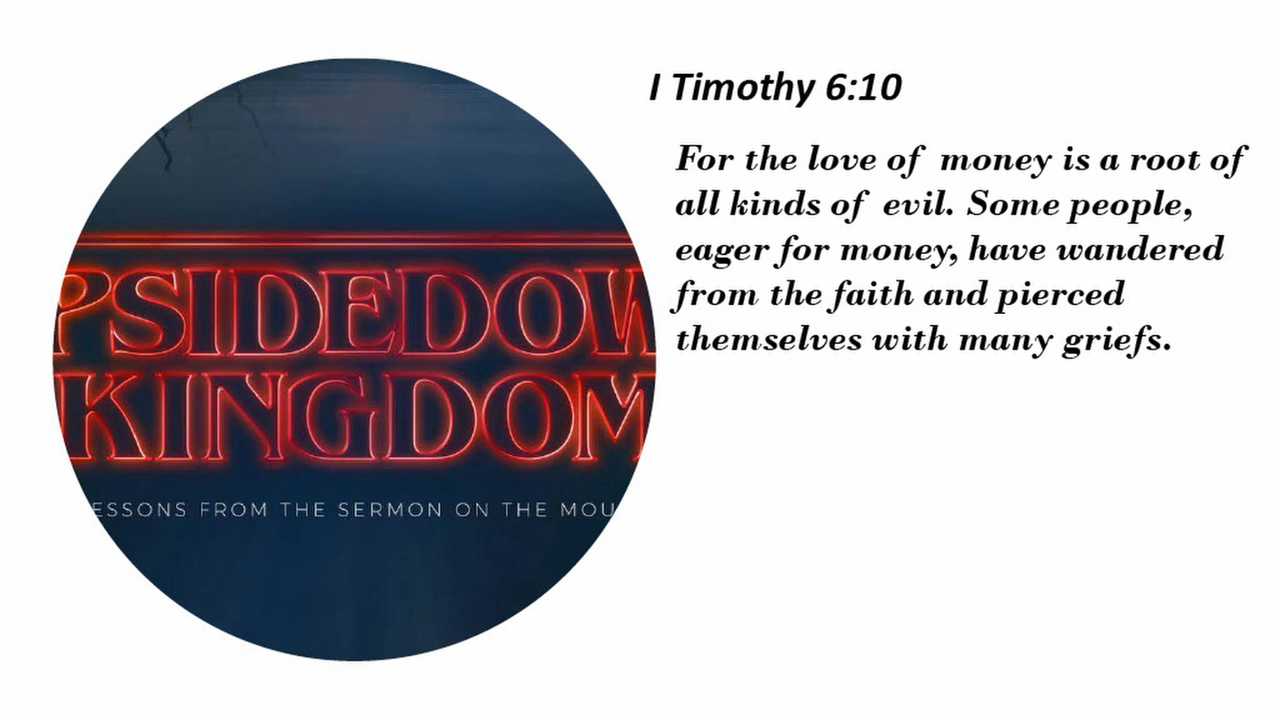 PSIDEDOW
KINGDOM
ESSONS FROM THE SERMON ON THE MOU
I Timothy 6:10
For the love of money is a root of
all kinds of evil. Some people,
eager for money, have wandered
from the faith and pierced
themselves with many griefs.